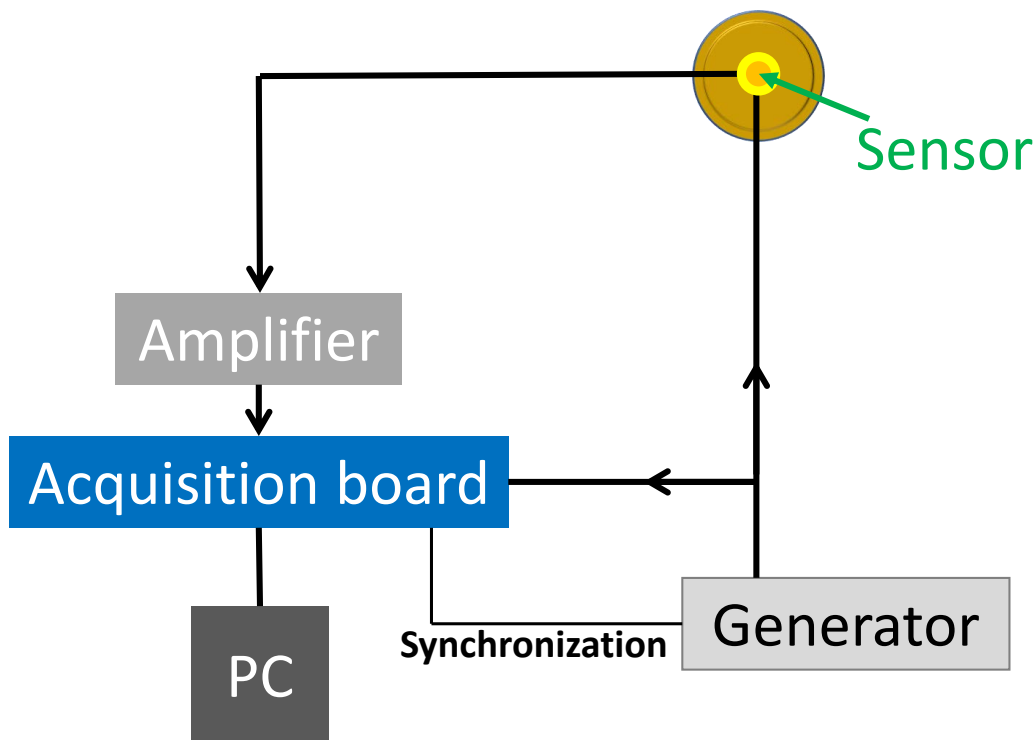 Sensor
Amplifier
Acquisition board
Generator
Synchronization
PC